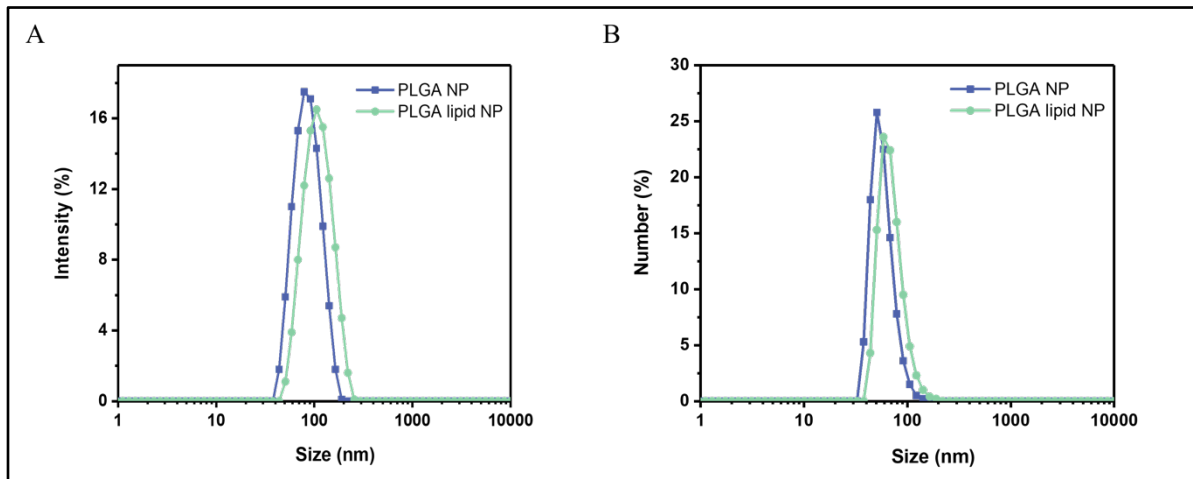 A
PLGA NP
PLGA lipid NP
16
12
8
4
0
Intensity (%)
1
10
100
1000
10000
Size (nm)
B
PLGA NP
PLGA lipid NP
30
25
20
15
10
5
0
Number (%)
1
10
100
1000
10000
Size (nm)